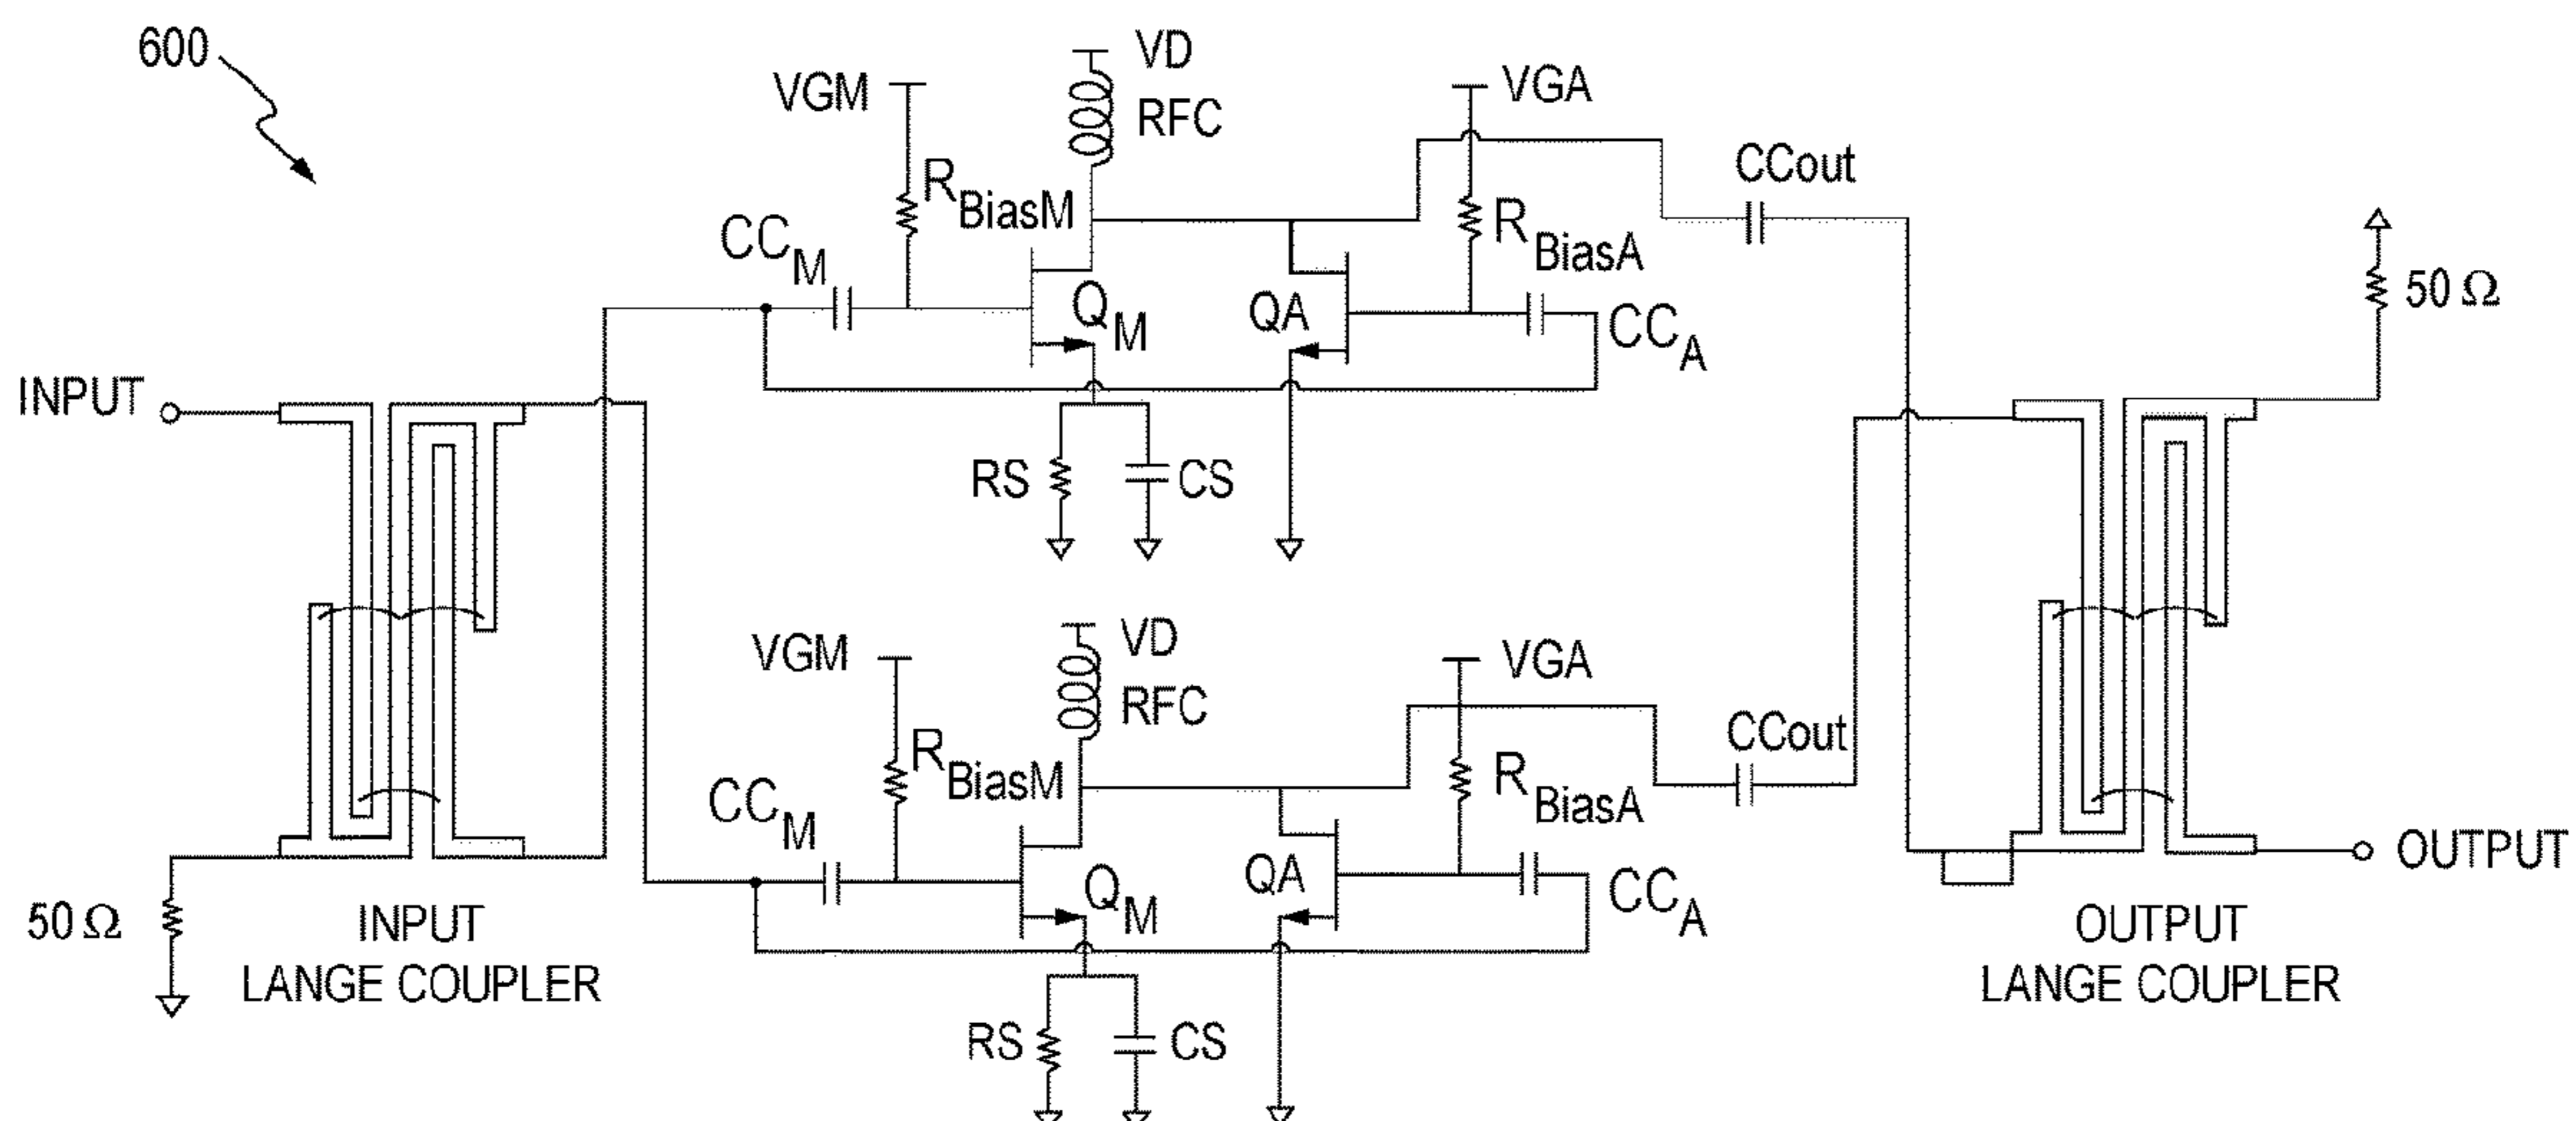 600
VD
VGM
RFC
VGA
CCout
RBiasM
RBiasA
CCM
50 Ω
QM
QA
CCA
INPUT
RS
CS
VD
VGM
RFC
VGA
CCout
RBiasM
RBiasA
CCM
OUTPUT
QM
QA
CCA
50 Ω
INPUT
LANGE COUPLER
OUTPUT
LANGE COUPLER
RS
CS